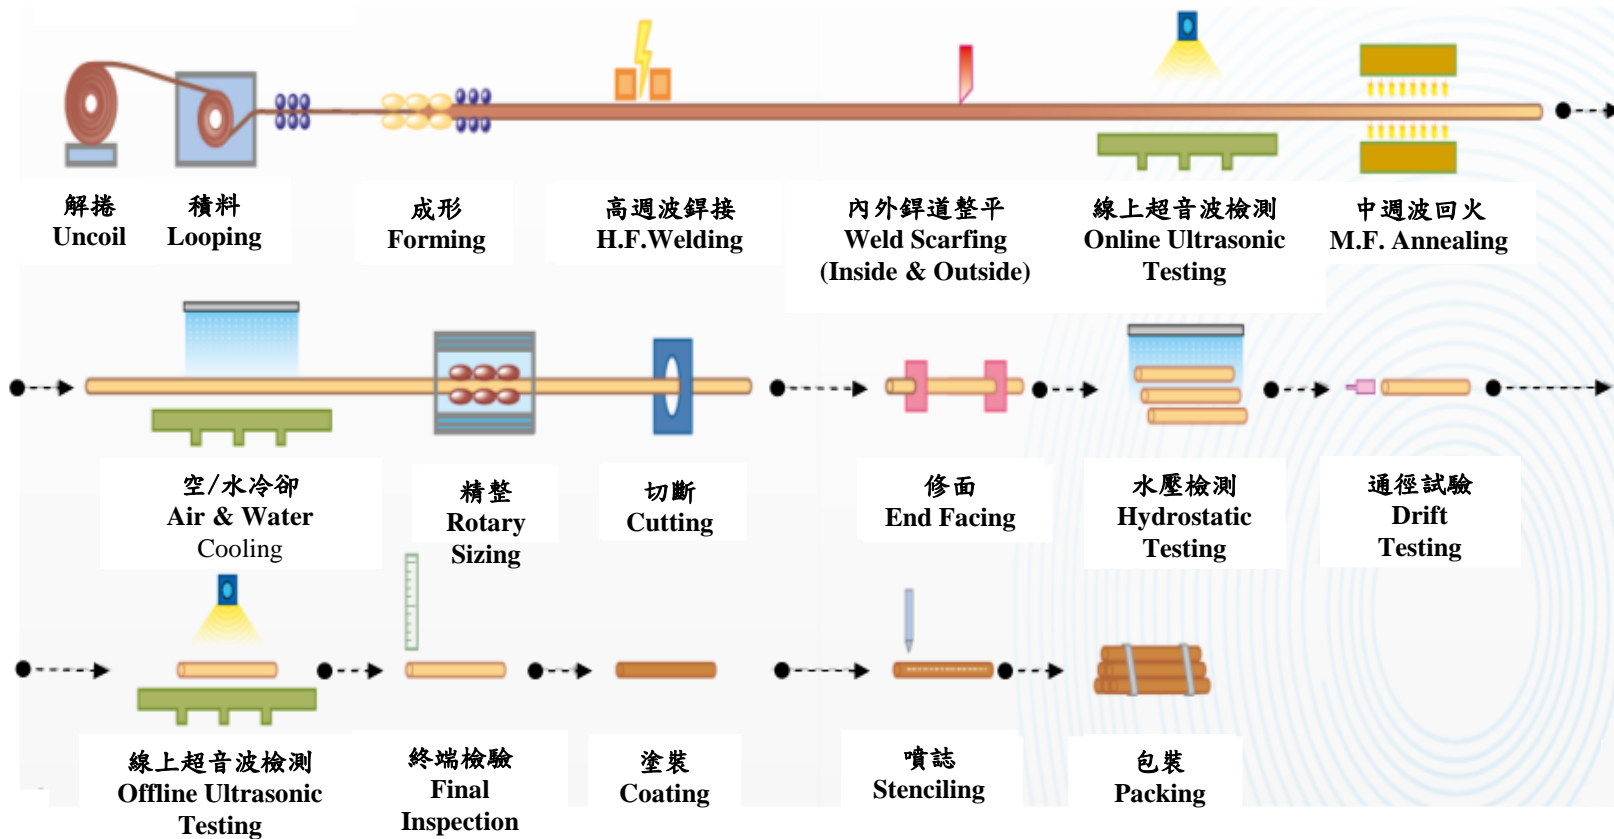 解捲
Uncoil
積料
Looping
成形
Forming
高週波銲接
H.F.Welding
內外銲道整平
Weld Scarfing
(Inside & Outside)
線上超音波檢測
Online Ultrasonic
Testing
中週波回火
M.F. Annealing
空/水冷卻
Air & Water
Cooling
精整
Rotary
Sizing
切斷
Cutting
修面
End Facing
水壓檢測
Hydrostatic
Testing
通徑試驗
Drift
Testing
線上超音波檢測
Offline Ultrasonic
Testing
終端檢驗
Final
Inspection
塗裝
Coating
噴誌
Stenciling
包裝
Packing